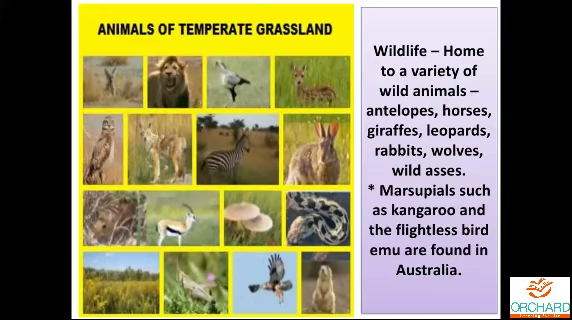 ANIMALS OF TEMPERATE GRASSLAND
Wildlife – Home
to a variety of
wild animals –
antelopes, horses,
giraffes, leopards,
rabbits, wolves,
wild asses.
* Marsupials such
as kangaroo and
the flightless bird
emu are found in
Australia.
ORCHARD